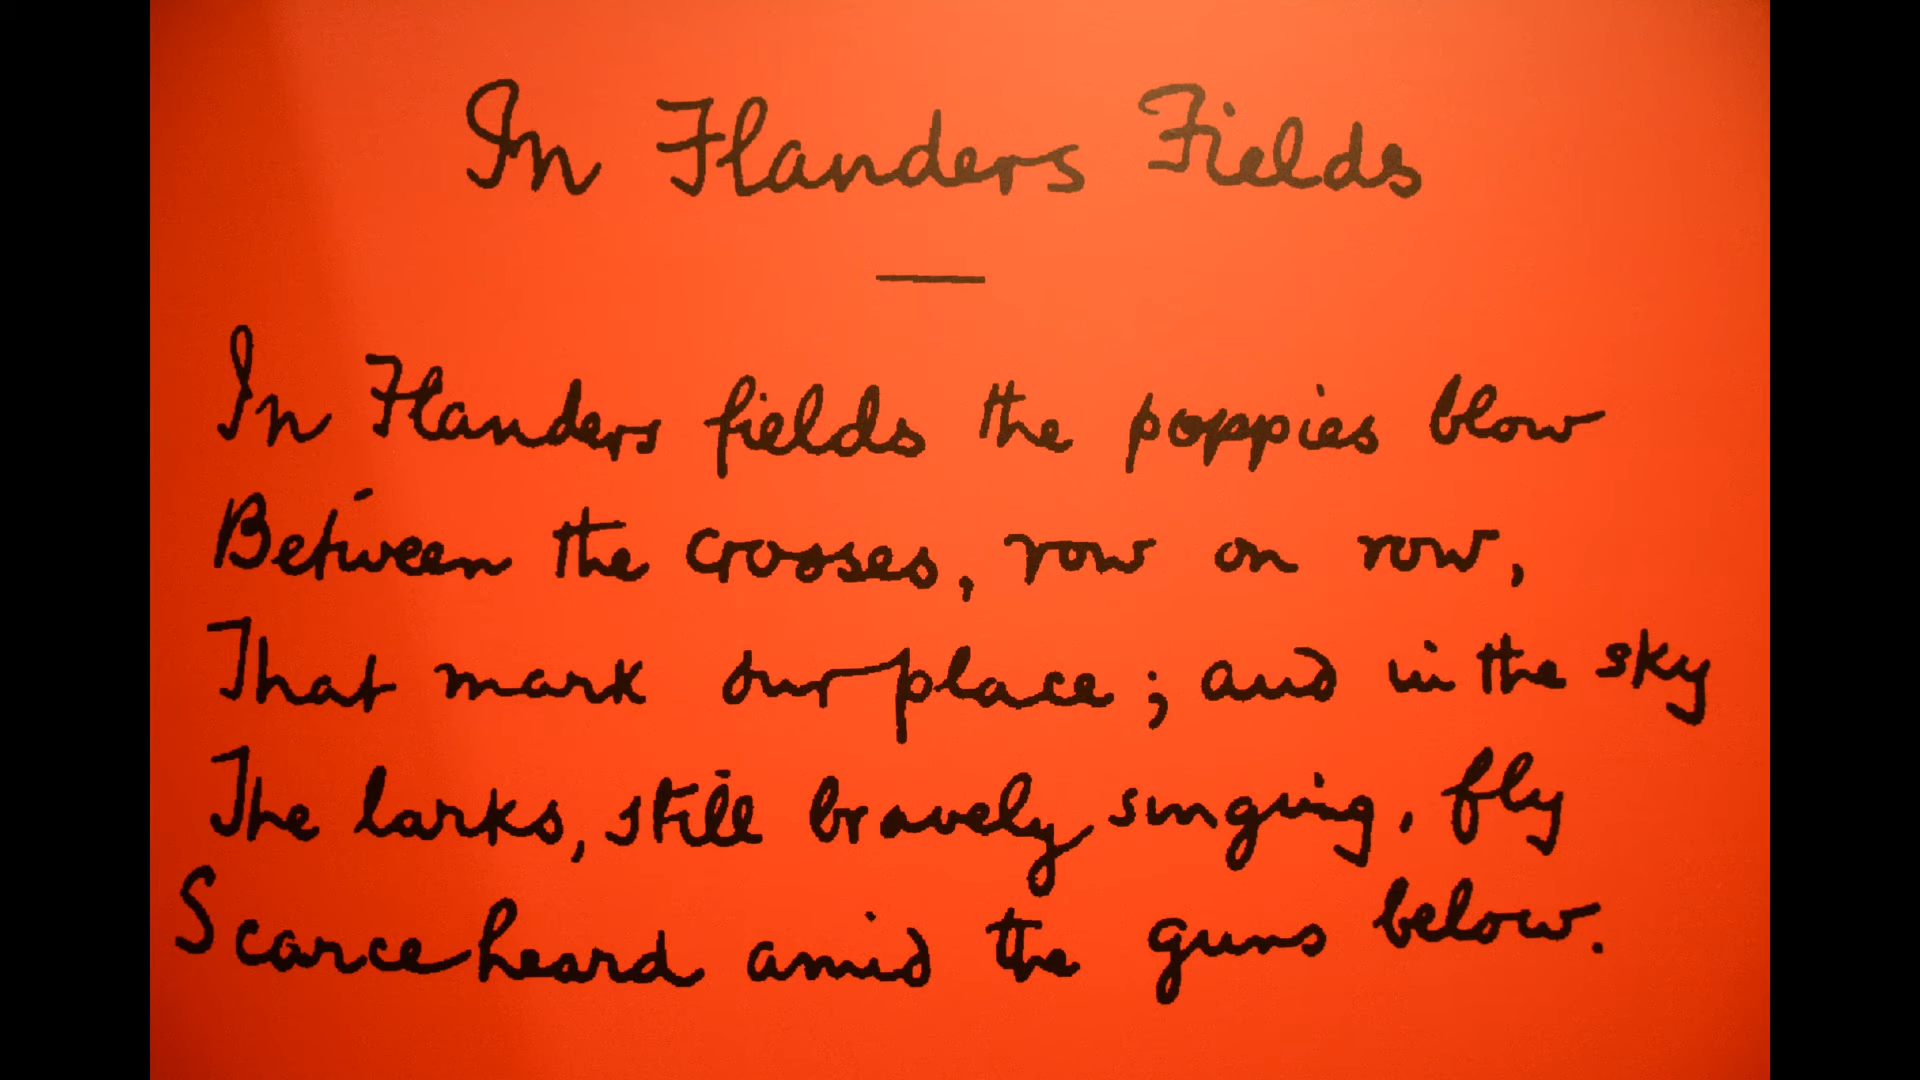 In Flanders Fields
In Flanders fields the poppies blow
Between the crosses, row on row,
That mark our place; and in the sky
The larks, still bravely singing, fly
Scarce heard amid the guns below.